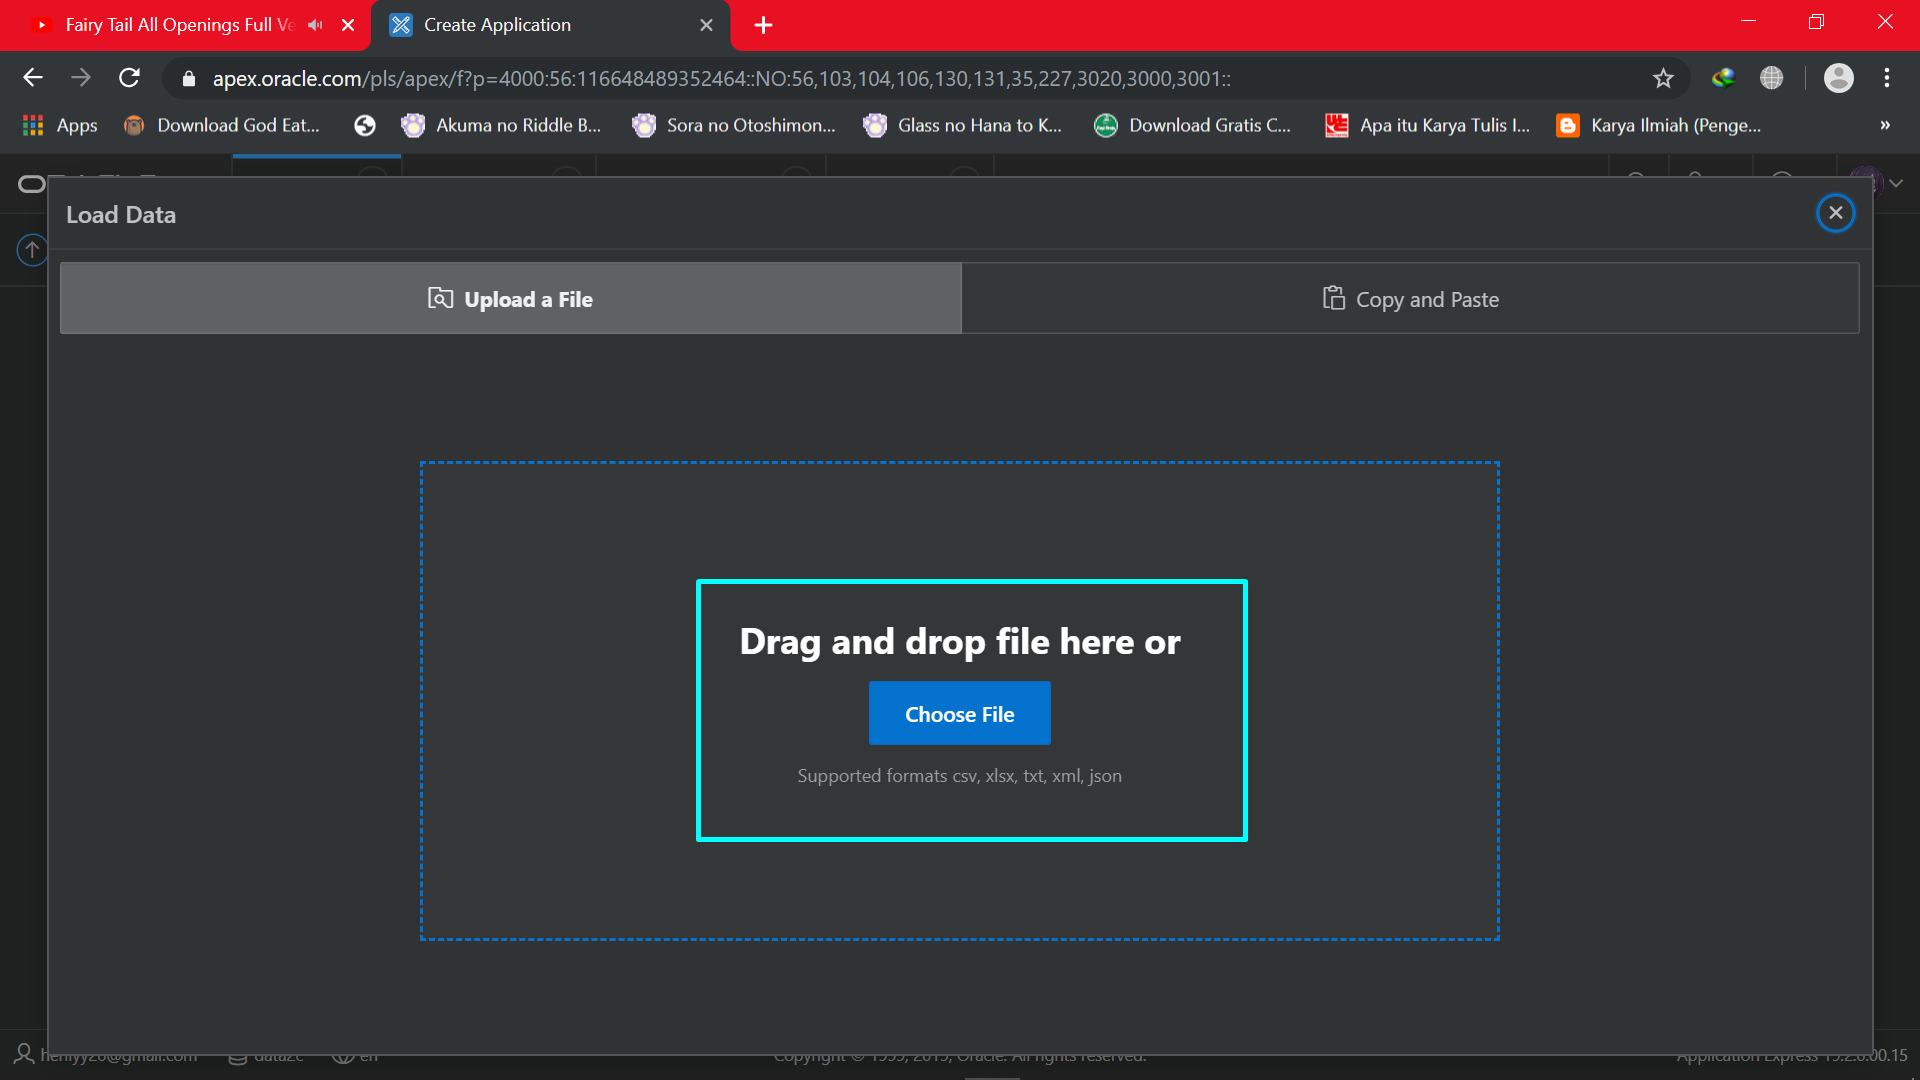 Fairy Tail All Openings Full Ve
Create Application
apex.oracle.com/pls/apex/f?p=4000:56:116648489352464::NO:56,103,104,106,130,131,35,227,3020,3000,3001::
Apps
Download God Eat...
Akuma no Riddle B...
Sora no Otoshimon...
Glass no Hana to K...
Download Gratis C...
Apa itu Karya Tulis I...
Karya Ilmiah (Penge...
»
Load Data
Upload a File
Copy and Paste
Drag and drop file here or
Choose File
Supported formats csv, xlsx, txt, xml, json
en
Copyright © 1999, 2019, Oracle. All rights reserved.
Application Express 19.2.0.00.15